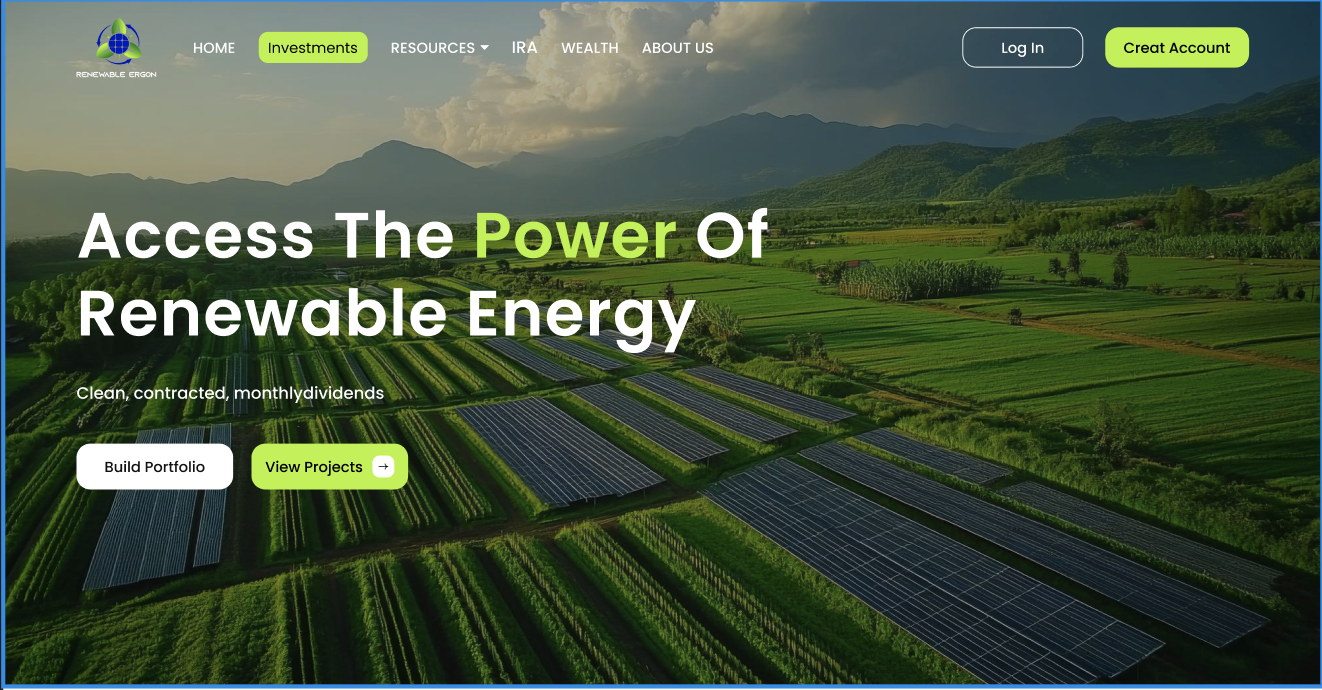 RENEWABLE ERGON
HOME
Investments
RESOURCES
IRA
WEALTH
ABOUT US
Log In
Creat Account
Access The Power Of
Renewable Energy
Clean, contracted, monthlydividends
Build Portfolio
View Projects →